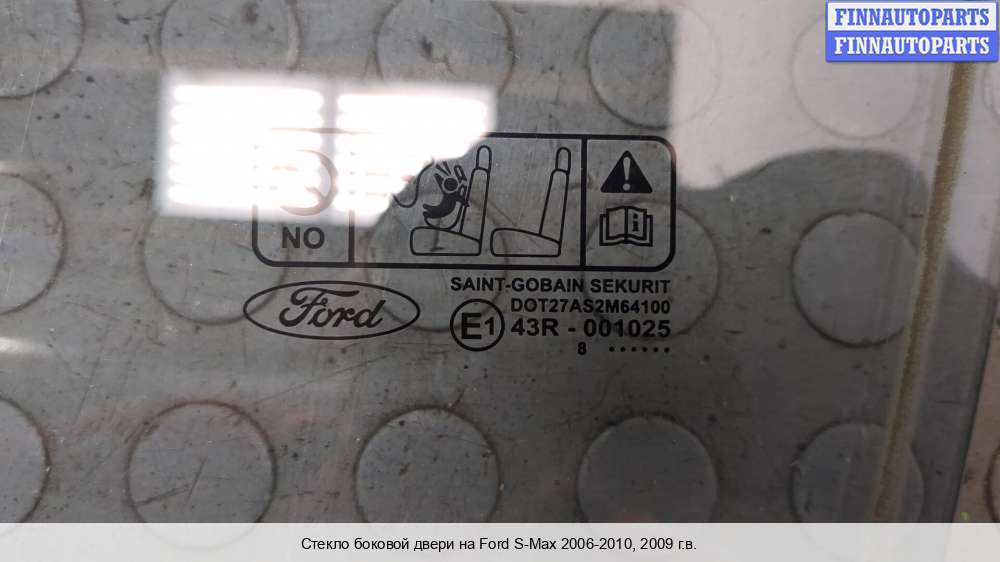 FINNAUTOPARTS
FINNAUTOPARTS
NO
i
SAINT-GOBAIN SEKURIT
DOT27AS2M64100
Ford
E1 43R - 001025
8 ......
Стекло боковой двери на Ford S-Max 2006-2010, 2009 г.в.